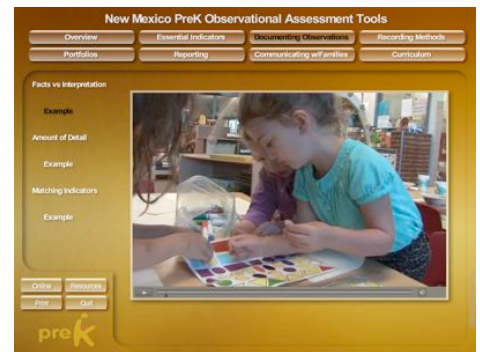 New Mexico PreK Observational Assessment Tools
Overview
Essential Indicators
Documenting Observations
Recording Methods
Portfolios
Reporting
Communicating w/Families
Curriculum
Facts vs Interpretation
Example
Amount of Detail
Example
Matching Indicators
Example
Online
Resources
Print
Quit
preK